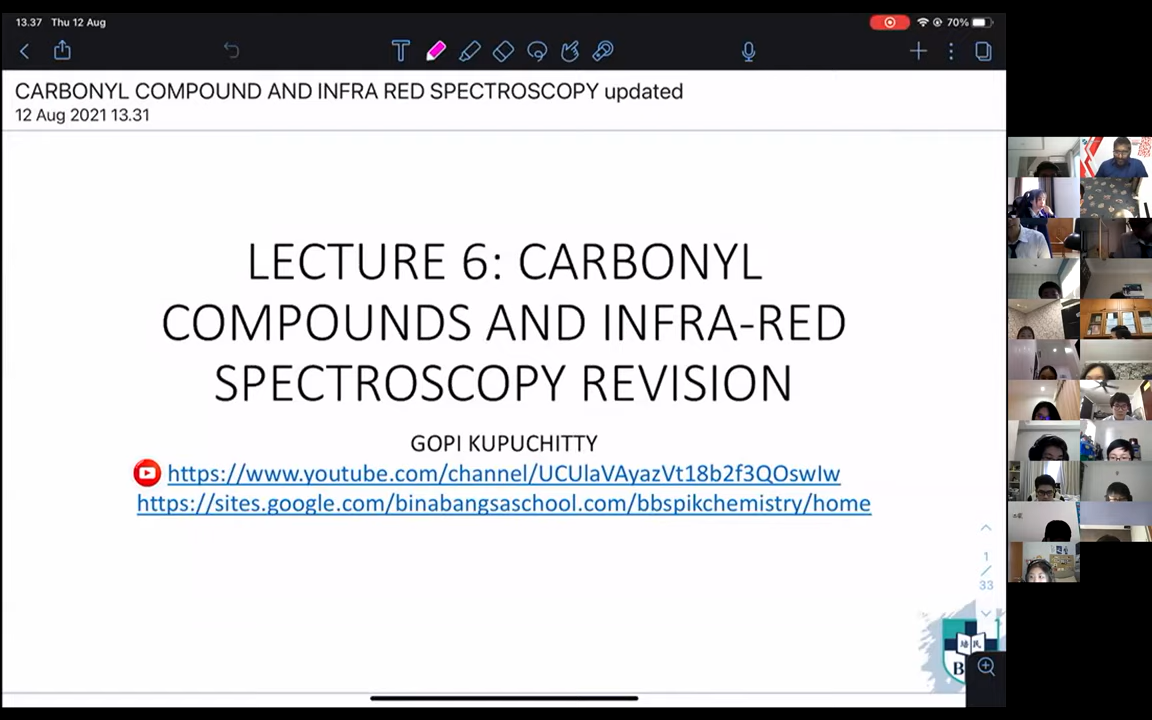 13.37 Thu 12 Aug
70%
CARBONYL COMPOUND AND INFRA RED SPECTROSCOPY updated
12 Aug 2021 13.31
LECTURE 6: CARBONYL
COMPOUNDS AND INFRA-RED
SPECTROSCOPY REVISION
GOPI KUPUCHITTY
https://www.youtube.com/channel/UCUlaVAyazVt18b2f3QOswIw
https://sites.google.com/binabangsaschool.com/bbspikchemistry/home
1
/
33
B